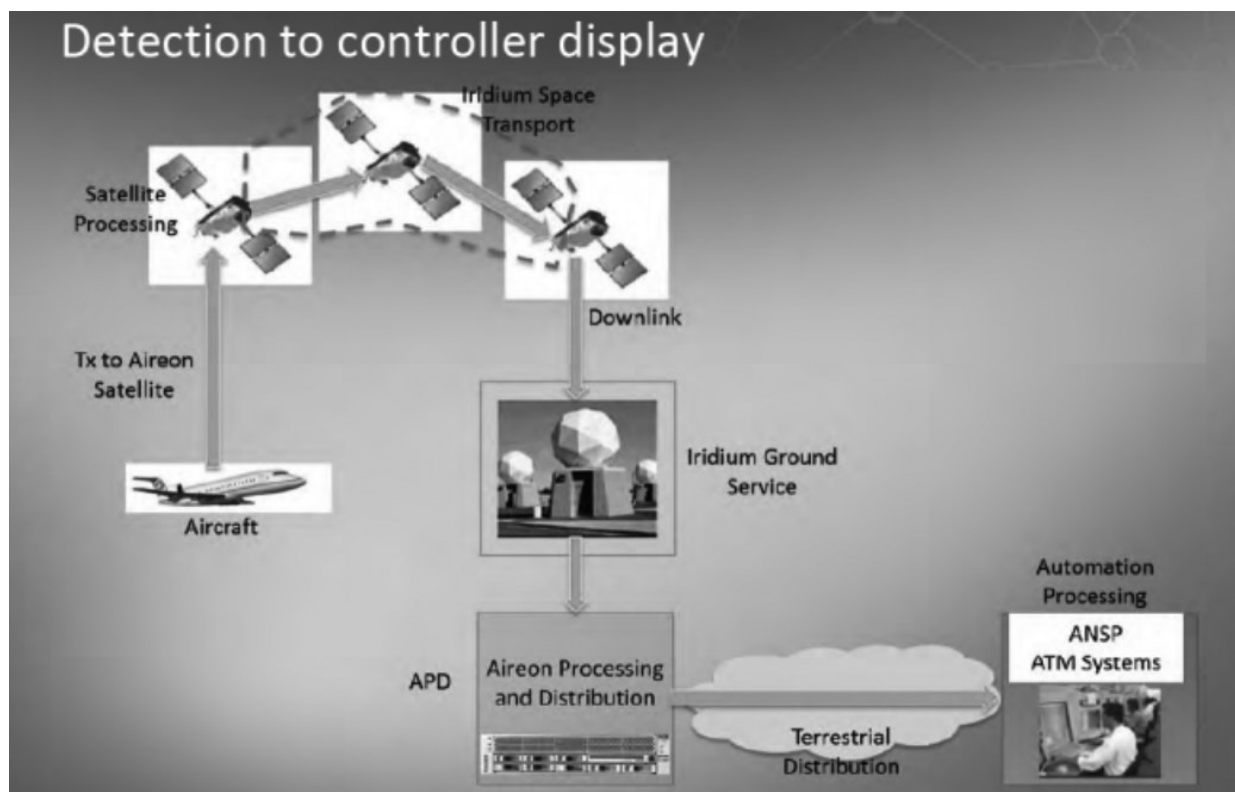 Detection to controller display
Iridium Space
Transport
Satellite
Processing
Downlink
Tx to Aireon
Satellite
Iridium Ground
Service
Aircraft
Automation
Processing
ANSP
ATM Systems
APD
Aireon Processing
and Distribution
Terrestrial
Distribution